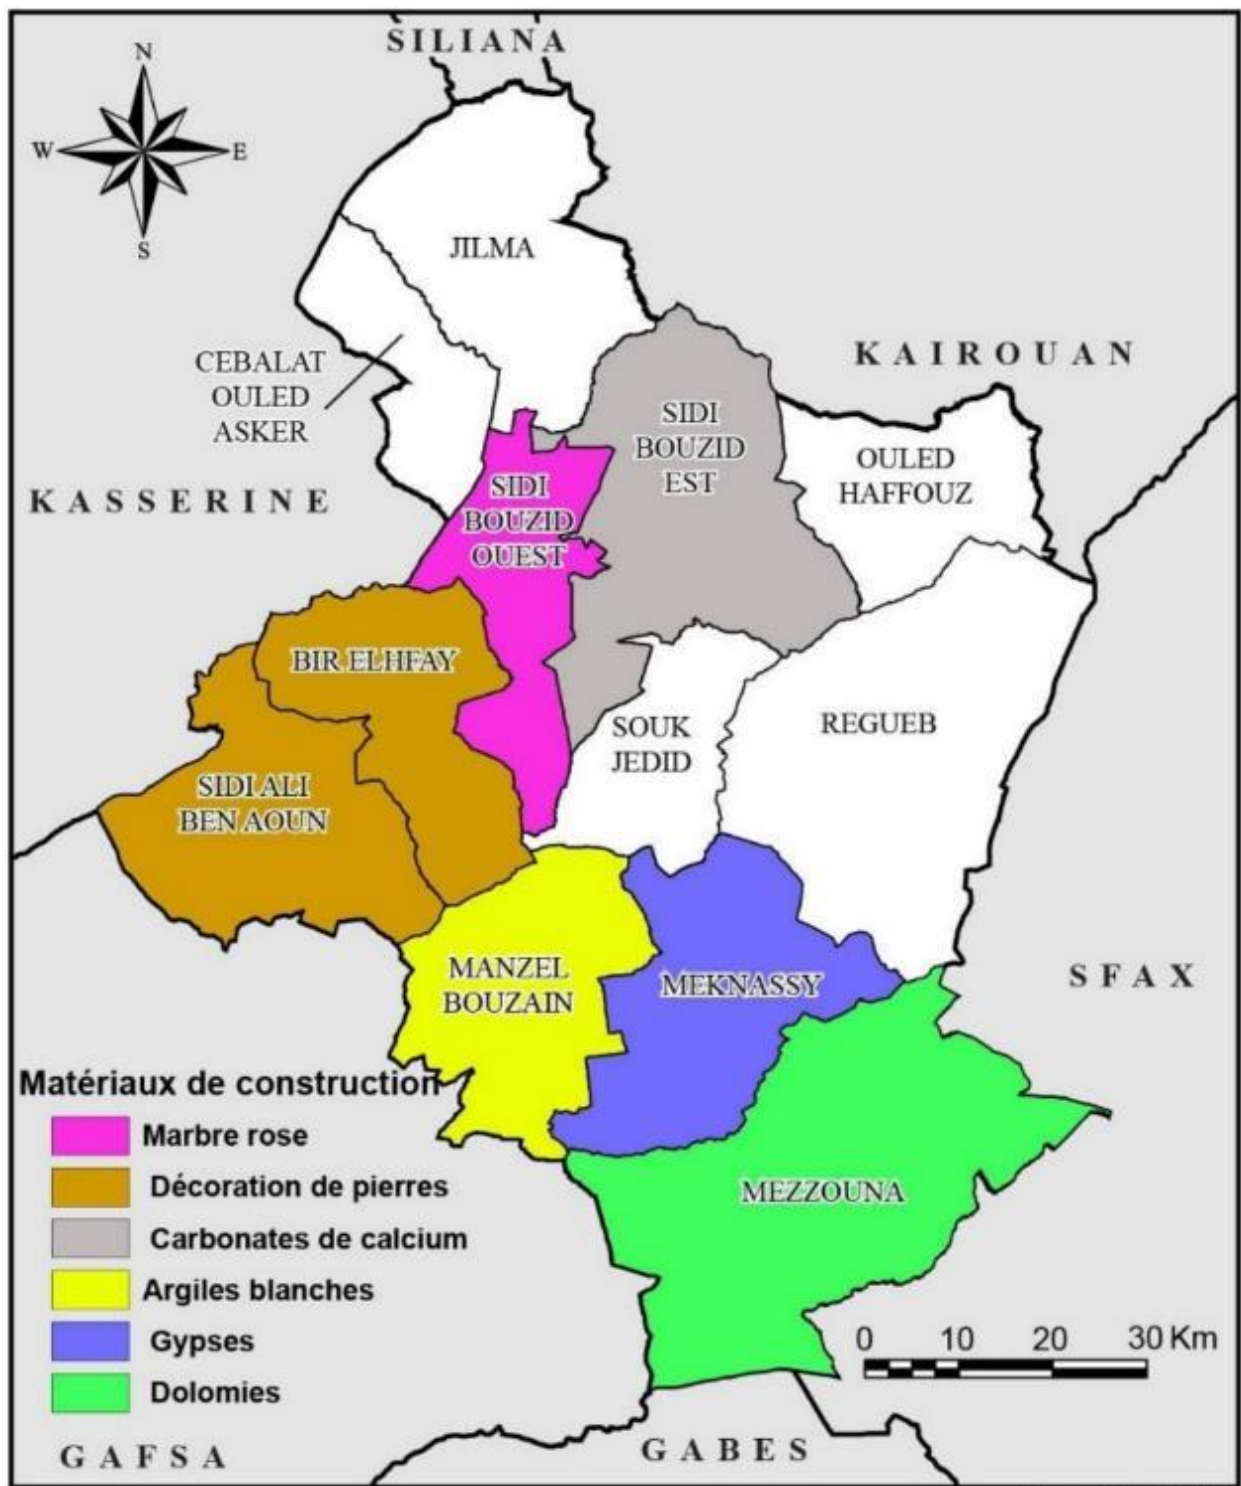 SILIANA
N
W
E
S
JILMA
CEBALAT
OULED
ASKER
KAIROUAN
SIDI
BOUZID
EST
OULED
HAFFOUZ
KASSERINE
SIDI
BOUZID
OUEST
BIR ELHFAY
SOUK
JEDID
REGUEB
SIDI ALI
BEN AOUN
MANZEL
BOUZAIN
MEKNASSY
SFAX
Matériaux de construction
Marbre rose
Décoration de pierres
Carbonates de calcium
Argiles blanches
Gypses
Dolomies
MEZZOUNA
0 10 20 30 Km
GAFSA
GABES